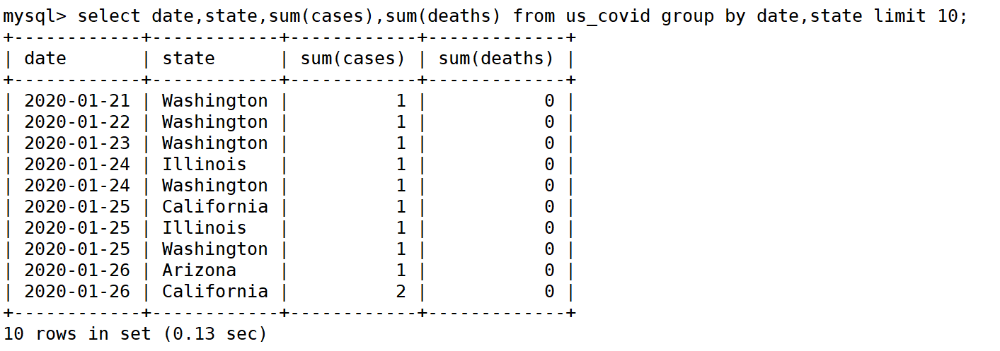 mysql> select date,state,sum(cases),sum(deaths) from us_covid group by date,state limit 10;
+------------+------------+------------+-------------+
| date       | state      | sum(cases) | sum(deaths) |
+------------+------------+------------+-------------+
| 2020-01-21 | Washington |          1 |           0 |
| 2020-01-22 | Washington |          1 |           0 |
| 2020-01-23 | Washington |          1 |           0 |
| 2020-01-24 | Illinois   |          1 |           0 |
| 2020-01-24 | Washington |          1 |           0 |
| 2020-01-25 | California |          1 |           0 |
| 2020-01-25 | Illinois   |          1 |           0 |
| 2020-01-25 | Washington |          1 |           0 |
| 2020-01-26 | Arizona    |          1 |           0 |
| 2020-01-26 | California |          2 |           0 |
+------------+------------+------------+-------------+
10 rows in set (0.13 sec)